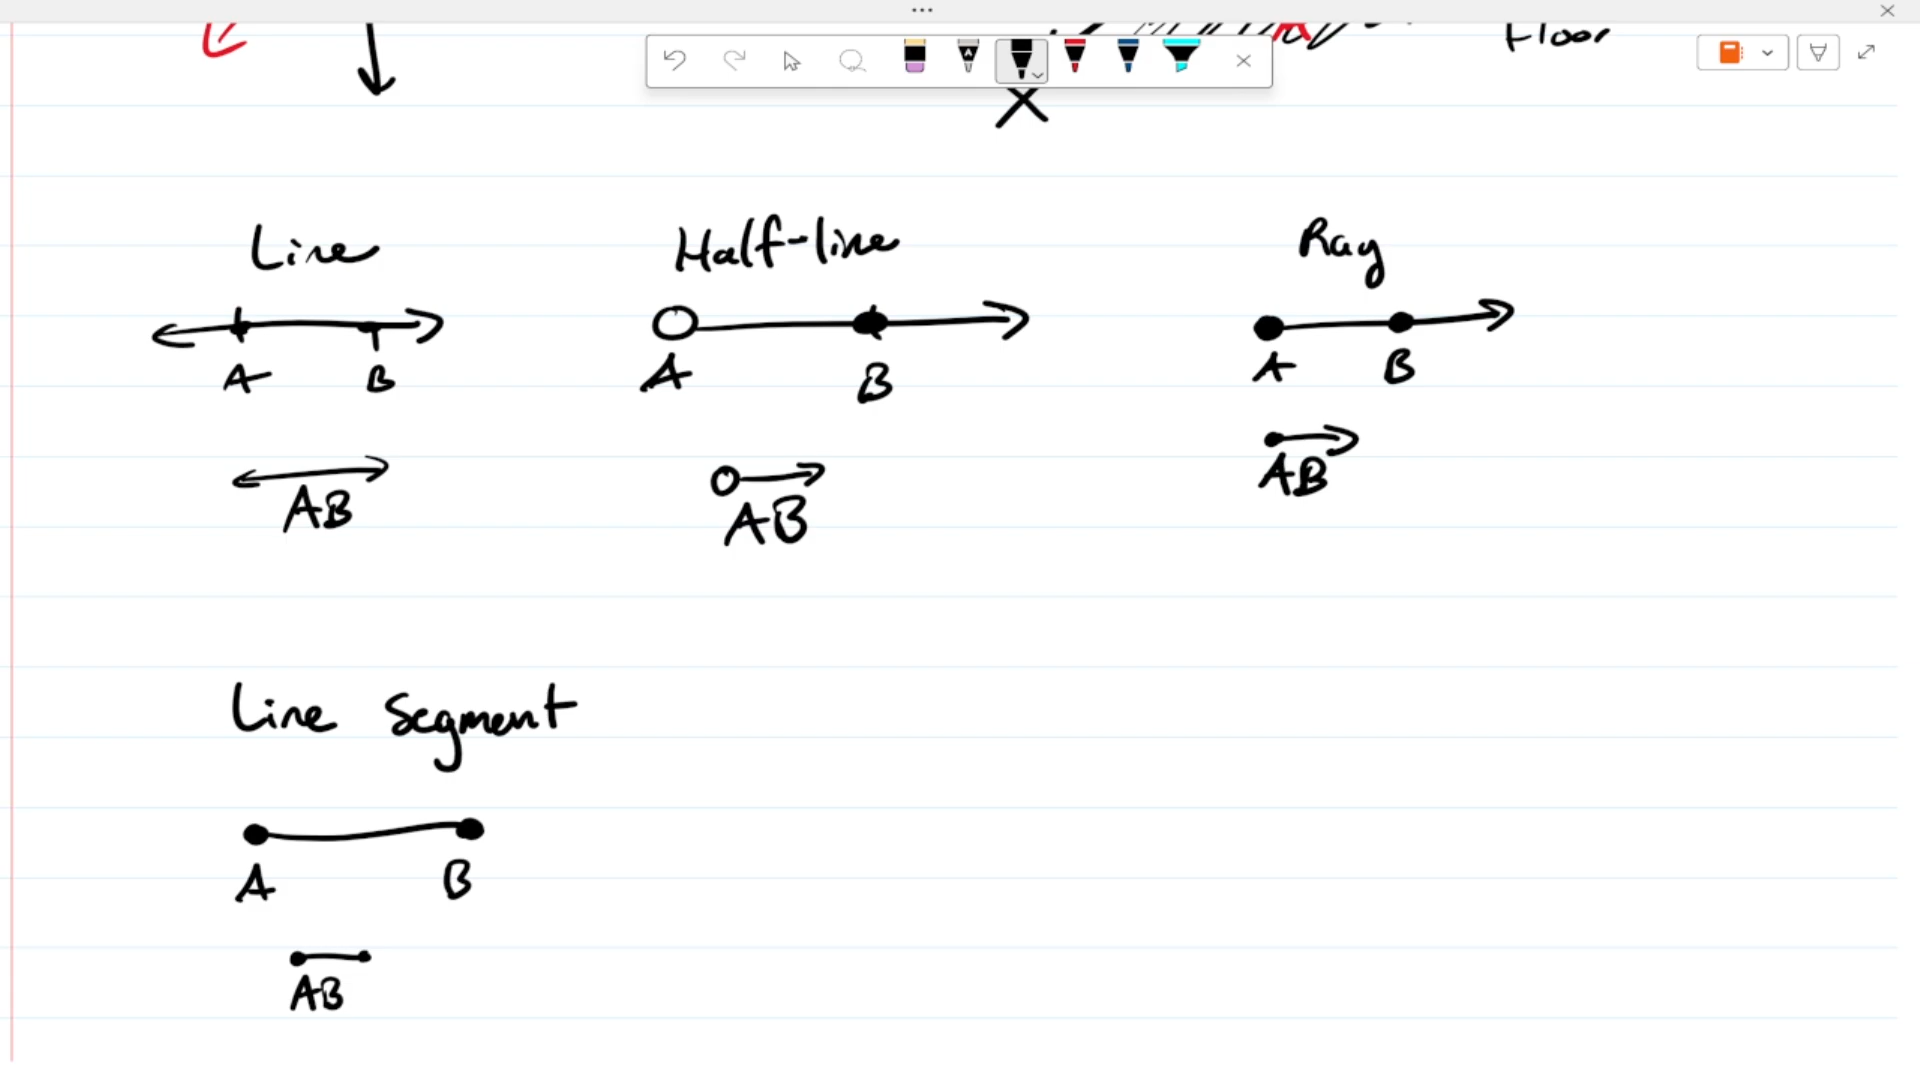 Floor
X
Line Half-line Ray
A B A B A B
AB AB AB
Line Segment
A B
AB